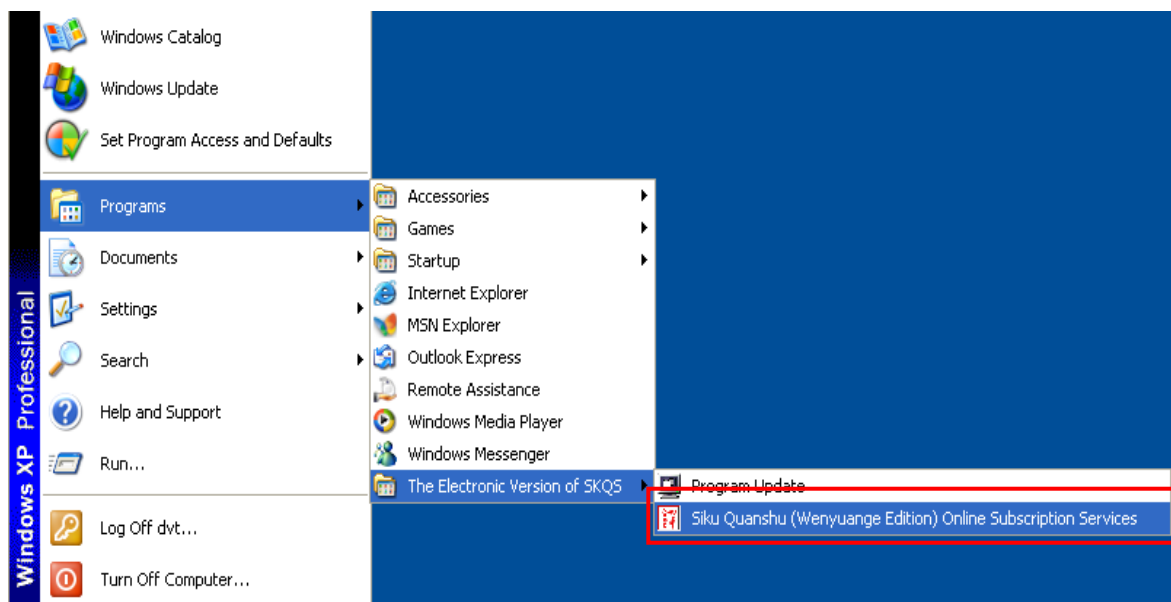 Windows XP Professional
Windows Catalog
Windows Update
Set Program Access and Defaults
Programs
Documents
Settings
Search
Help and Support
Run...
Log Off dvt...
Turn Off Computer...
Accessories
Games
Startup
Internet Explorer
MSN Explorer
Outlook Express
Remote Assistance
Windows Media Player
Windows Messenger
The Electronic Version of SKQS
Program Update
Siku Quanshu (Wenyuange Edition) Online Subscription Services